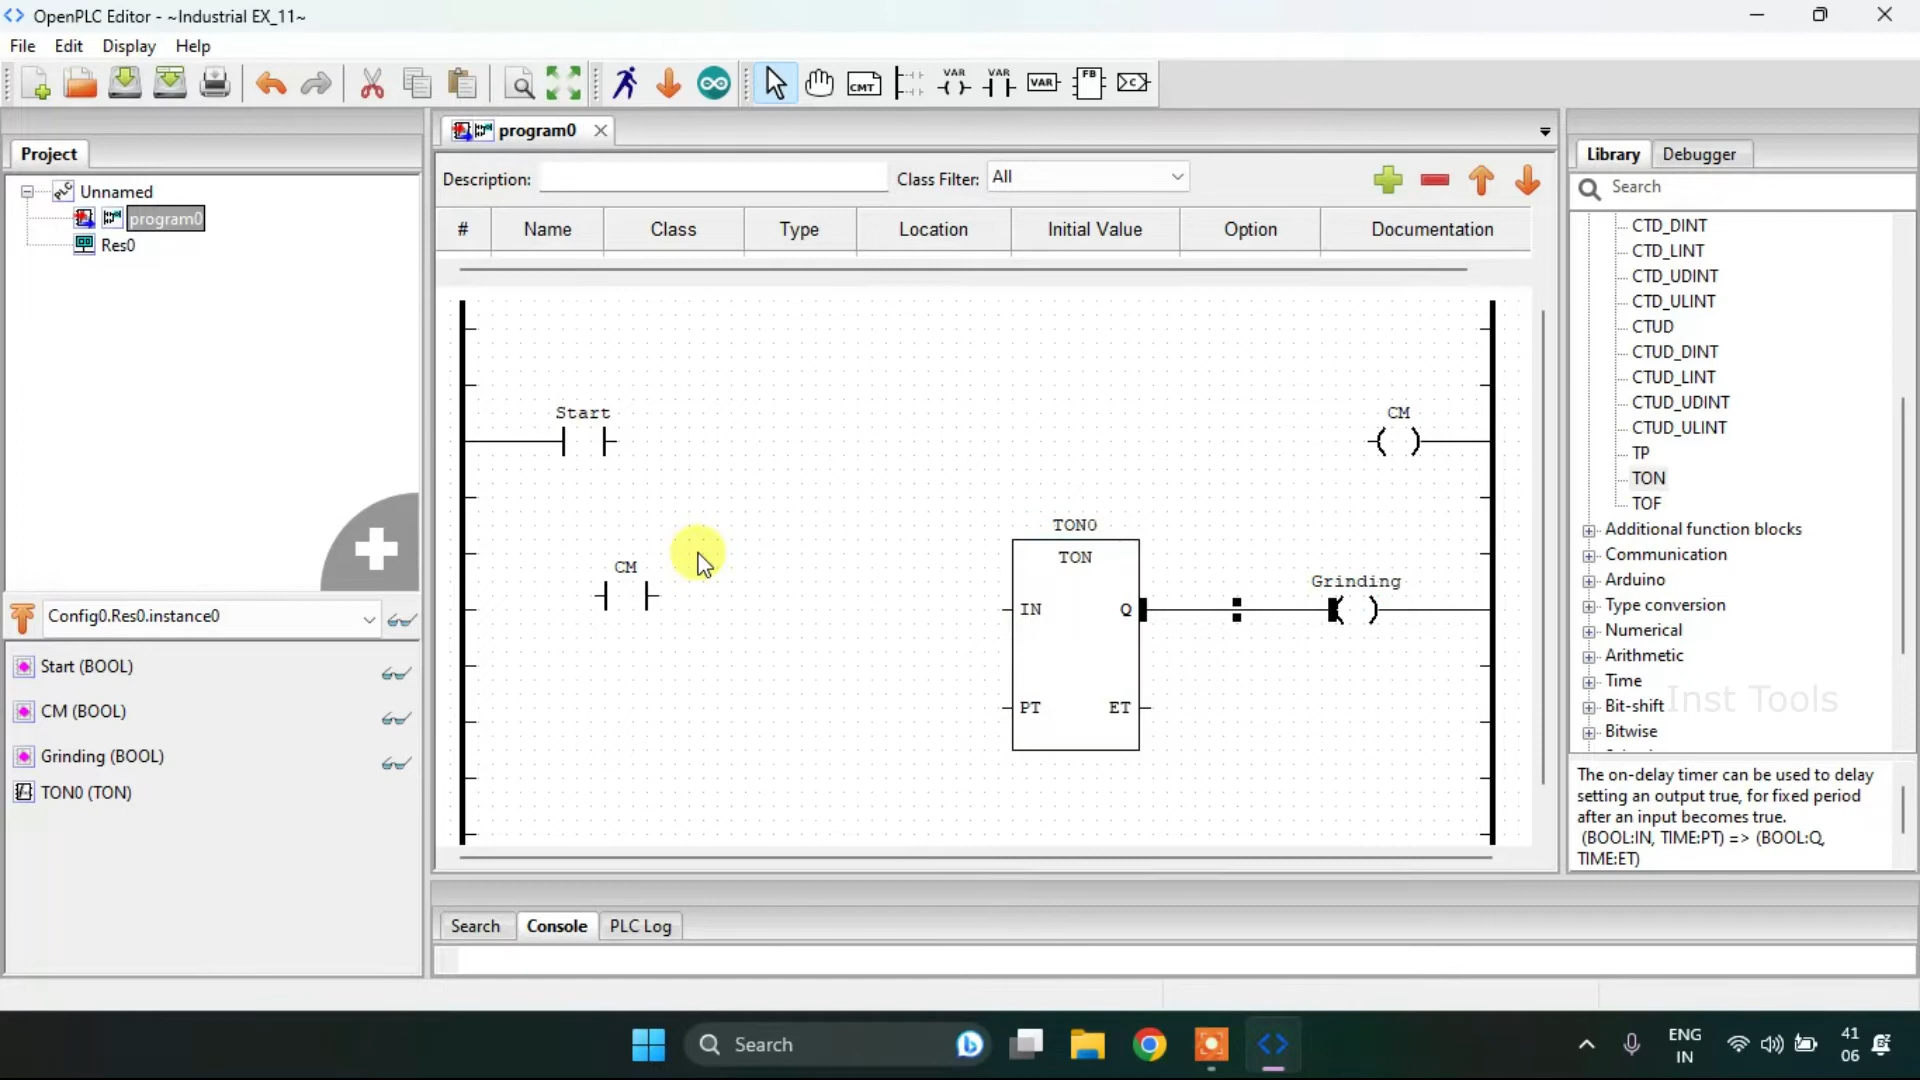 OpenPLC Editor - ~Industrial EX_11~
File Edit Display Help
CMT VAR VAR VAR FB C
Project
Unnamed
program0
Res0
Config0.Res0.instance0
Start (BOOL)
CM (BOOL)
Grinding (BOOL)
TON0 (TON)
program0
Description: Class Filter: All
# Name Class Type Location Initial Value Option Documentation
Start CM
TON0
TON
CM Grinding
IN Q
PT ET
Search Console PLC Log
Library Debugger
Search
CTD_DINT
CTD_LINT
CTD_UDINT
CTD_ULINT
CTUD
CTUD_DINT
CTUD_LINT
CTUD_UDINT
CTUD_ULINT
TP
TON
TOF
Additional function blocks
Communication
Arduino
Type conversion
Numerical
Arithmetic
Time
Bit-shift
Bitwise
Inst Tools
The on-delay timer can be used to delay
setting an output true, for fixed period
after an input becomes true.
(BOOL:IN, TIME:PT) => (BOOL:Q,
TIME:ET)
Search
ENG
IN
41
06